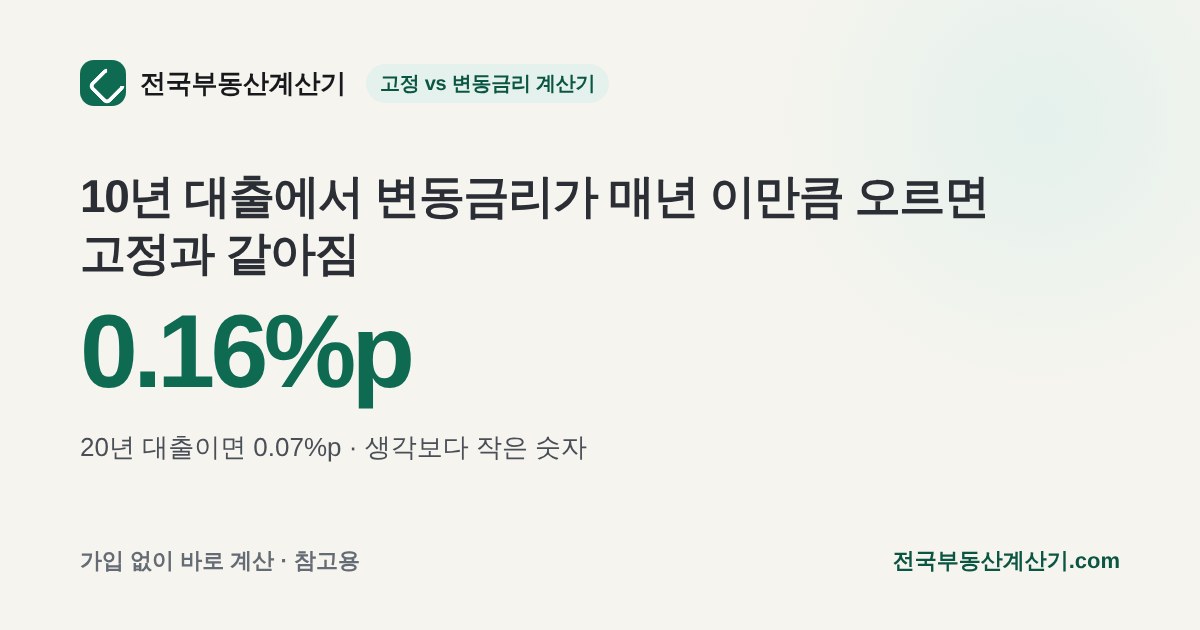 전국부동산계산기
고정 vs 변동금리 계산기
10년 대출에서 변동금리가 매년 이만큼 오르면
고정과 같아짐
0.16%p
20년 대출이면 0.07%p · 생각보다 작은 숫자
가입 없이 바로 계산 · 참고용
전국부동산계산기.com